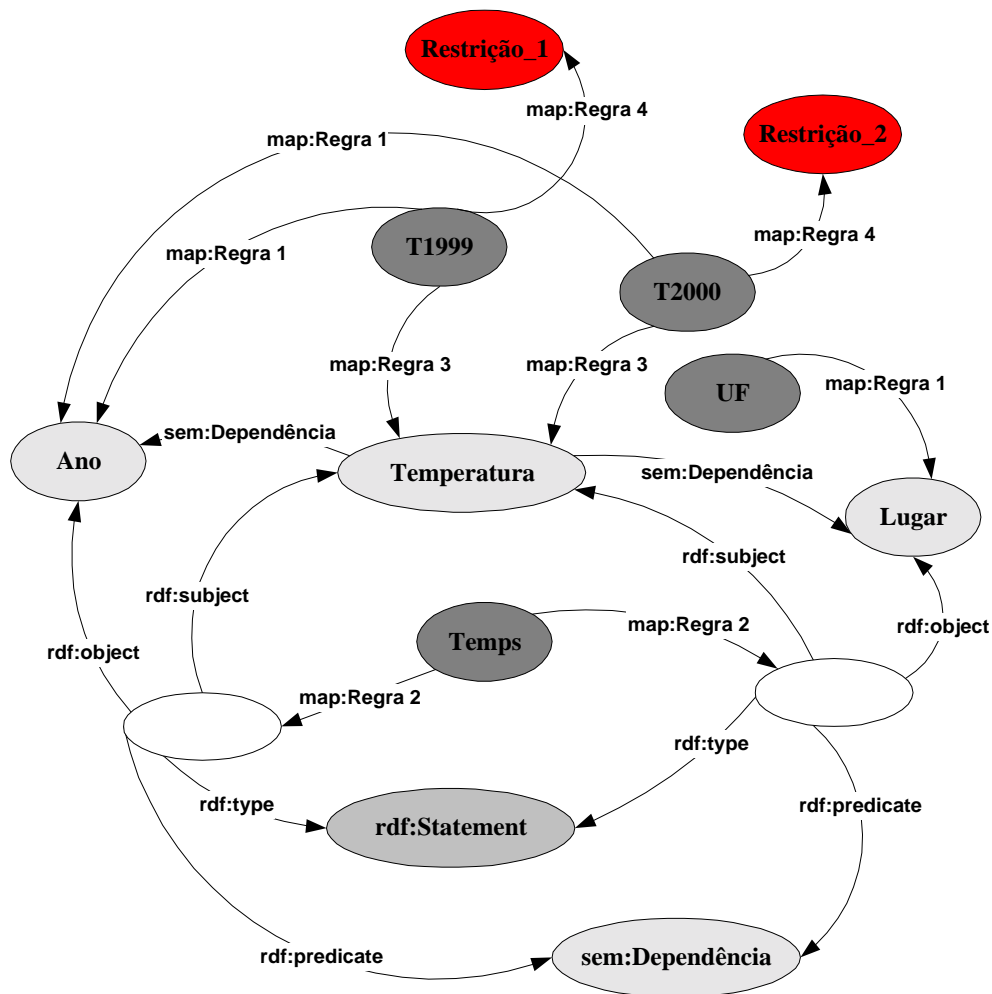 Restrição_1
map:Regra 4
Restrição_2
map:Regra 1
map:Regra 4
map:Regra 1
T1999
T2000
map:Regra 3
map:Regra 3
UF
map:Regra 1
sem:Dependência
Ano
Temperatura
sem:Dependência
Lugar
rdf:subject
rdf:subject
Temps
map:Regra 2
rdf:object
rdf:object
map:Regra 2
rdf:type
rdf:type
rdf:Statement
rdf:predicate
rdf:predicate
sem:Dependência